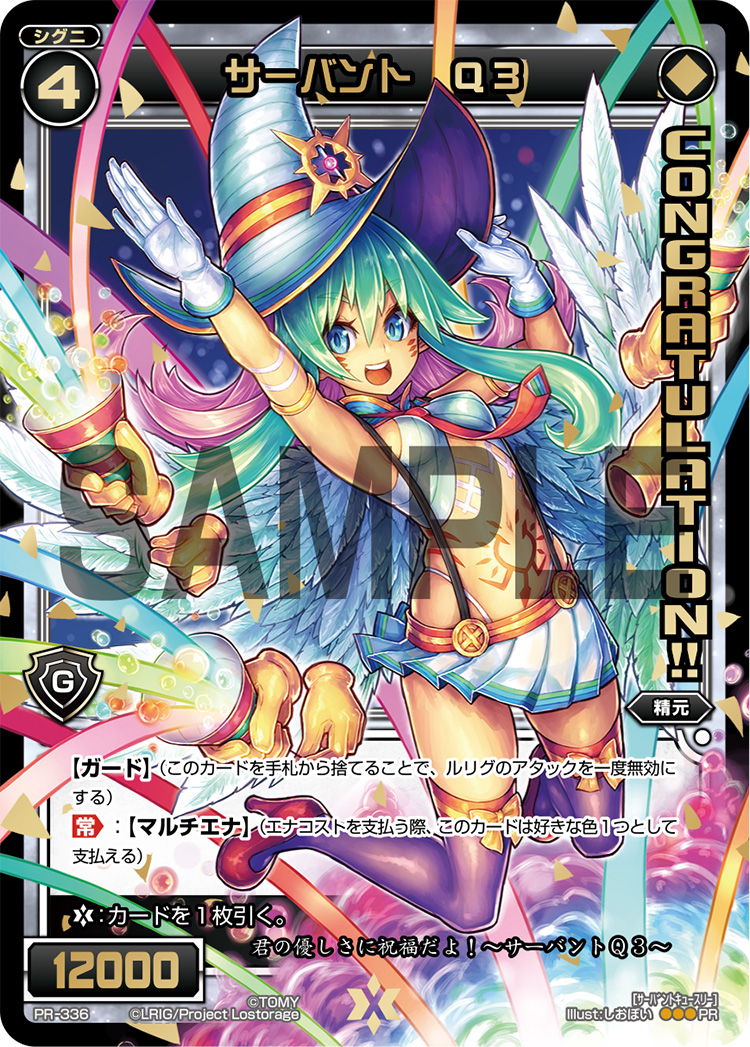 シグニ
4
サーバント Q3
CONGRATULATION!!
SAMPLE
G
精元
【ガード】(このカードを手札から捨てることで、ルリグのアタックを一度無効に
する)
常:【マルチエナ】(エナコストを支払う際、このカードは好きな色1つとして
支払える)
:カードを1枚引く。
君の優しさに祝福だよ!~サーバントQ3~
12000
©TOMY
[サーバントキュースリー]
PR-336 ©LRIG/Project Lostorage
Illust:しおぼい PR